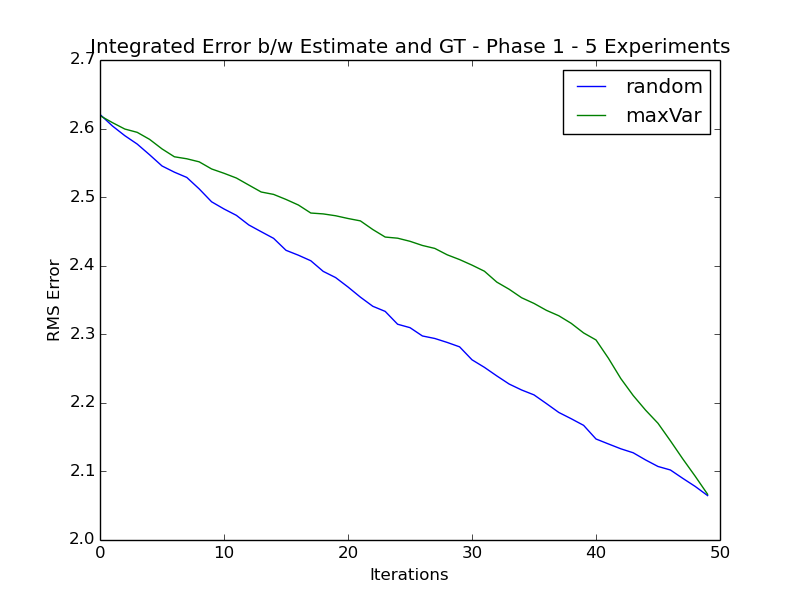 Integrated Error b/w Estimate and GT - Phase 1 - 5 Experiments
2.7
random
maxVar
2.6
2.5
2.4
RMS Error
2.3
2.2
2.1
2.0
0 10 20 30 40 50
Iterations